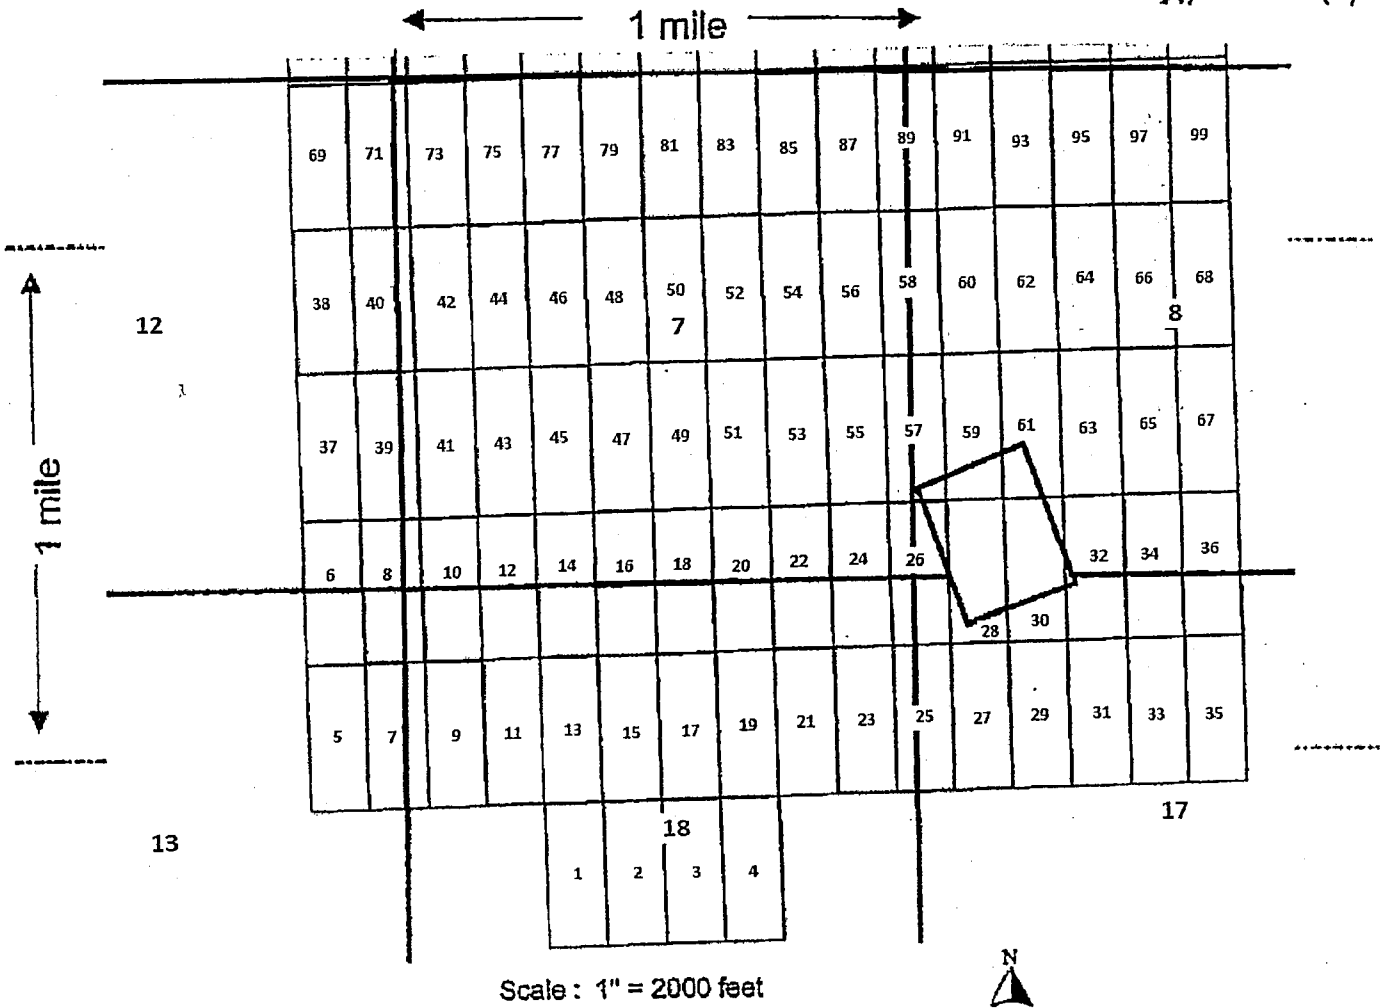 1 mile
69 71 73 75 77 79 81 83 85 87 89 91 93 95 97 99
38 40 42 44 46 48 50 52 54 56 58 60 62 64 66 68
12 7 8
37 39 41 43 45 47 49 51 53 55 57 59 61 63 65 67
1 mile
6 8 10 12 14 16 18 20 22 24 26 32 34 36
28 30
5 7 9 11 13 15 17 19 21 23 25 27 29 31 33 35
13 18 17
1 2 3 4
N
Scale : 1" = 2000 feet